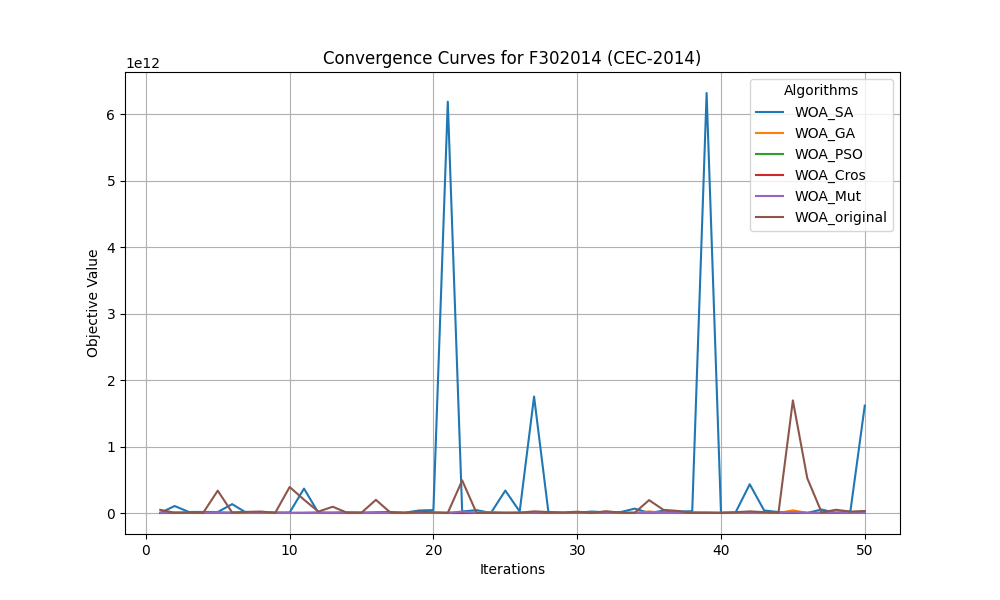 Convergence Curves for F302014 (CEC-2014)
1e12
Algorithms
WOA_SA
WOA_GA
WOA_PSO
WOA_Cros
WOA_Mut
WOA_original
6
5
4
3
2
1
0
Objective Value
0 10 20 30 40 50
Iterations